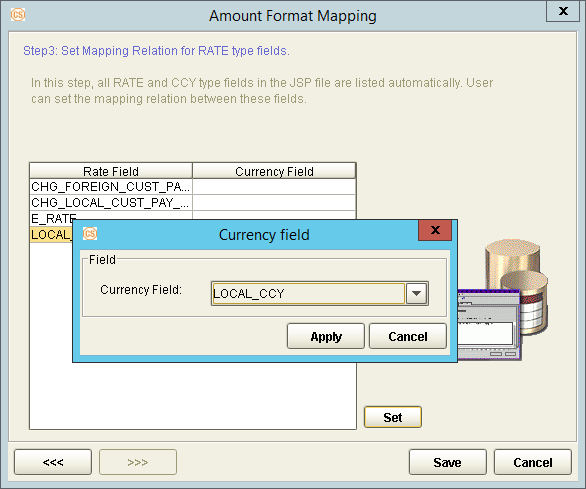 Amount Format Mapping
Step3: Set Mapping Relation for RATE type fields.
In this step, all RATE and CCY type fields in the JSP file are listed automatically. User
can set the mapping relation between these fields.
Rate Field Currency Field
CHG_FOREIGN_CUST_PA...
CHG_LOCAL_CUST_PAY_...
E_RATE
LOCAL_
Currency field
Field
Currency Field: LOCAL_CCY
Apply Cancel
Set
<<< >>> Save Cancel